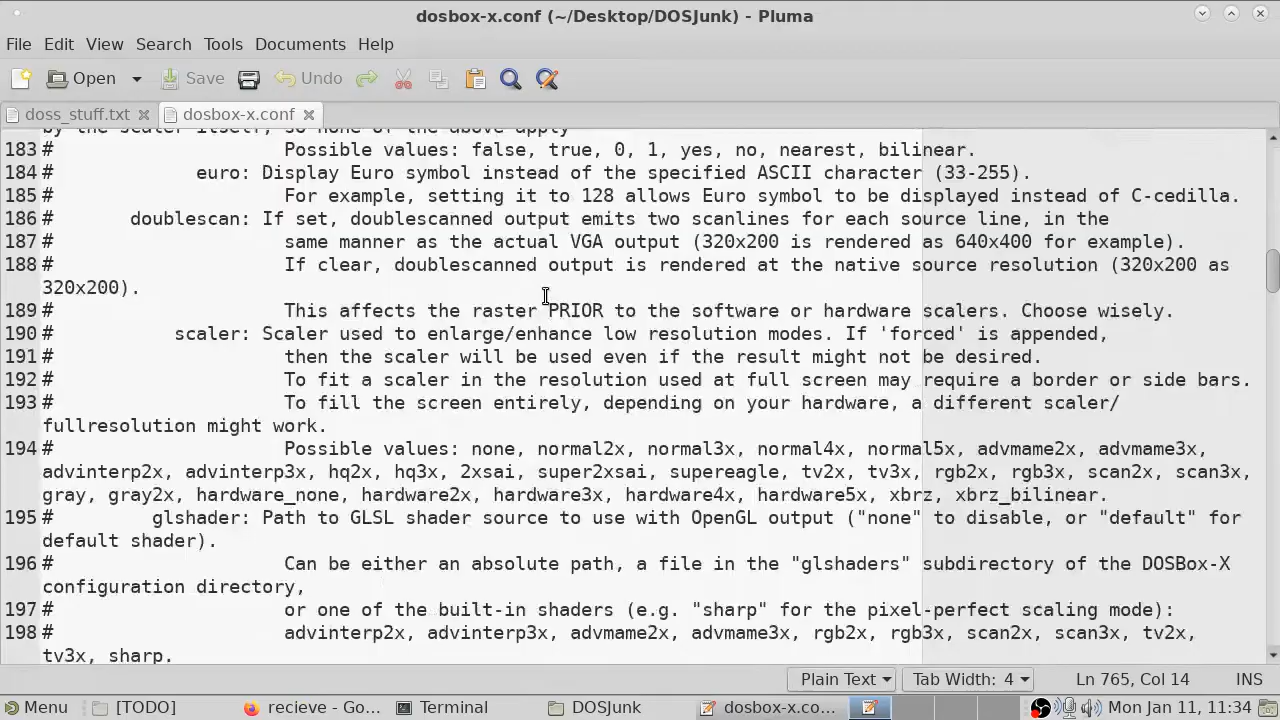 dosbox-x.conf (~/Desktop/DOSJunk) - Pluma
File Edit View Search Tools Documents Help
Open Save Undo
doss_stuff.txt dosbox-x.conf
by the scaler itself, so none of the above apply
183 # Possible values: false, true, 0, 1, yes, no, nearest, bilinear.
184 # euro: Display Euro symbol instead of the specified ASCII character (33-255).
185 # For example, setting it to 128 allows Euro symbol to be displayed instead of C-cedilla.
186 # doublescan: If set, doublescanned output emits two scanlines for each source line, in the
187 # same manner as the actual VGA output (320x200 is rendered as 640x400 for example).
188 # If clear, doublescanned output is rendered at the native source resolution (320x200 as
320x200).
189 # This affects the raster PRIOR to the software or hardware scalers. Choose wisely.
190 # scaler: Scaler used to enlarge/enhance low resolution modes. If 'forced' is appended,
191 # then the scaler will be used even if the result might not be desired.
192 # To fit a scaler in the resolution used at full screen may require a border or side bars.
193 # To fill the screen entirely, depending on your hardware, a different scaler/
fullresolution might work.
194 # Possible values: none, normal2x, normal3x, normal4x, normal5x, advmame2x, advmame3x,
advinterp2x, advinterp3x, hq2x, hq3x, 2xsai, super2xsai, supereagle, tv2x, tv3x, rgb2x, rgb3x, scan2x, scan3x,
gray, gray2x, hardware_none, hardware2x, hardware3x, hardware4x, hardware5x, xbrz, xbrz_bilinear.
195 # glshader: Path to GLSL shader source to use with OpenGL output ("none" to disable, or "default" for
default shader).
196 # Can be either an absolute path, a file in the "glshaders" subdirectory of the DOSBox-X
configuration directory,
197 # or one of the built-in shaders (e.g. "sharp" for the pixel-perfect scaling mode):
198 # advinterp2x, advinterp3x, advmame2x, advmame3x, rgb2x, rgb3x, scan2x, scan3x, tv2x,
tv3x, sharp.
Plain Text Tab Width: 4 Ln 765, Col 14 INS
Menu [TODO] recieve - Go... Terminal DOSJunk dosbox-x.co... Mon Jan 11, 11:34